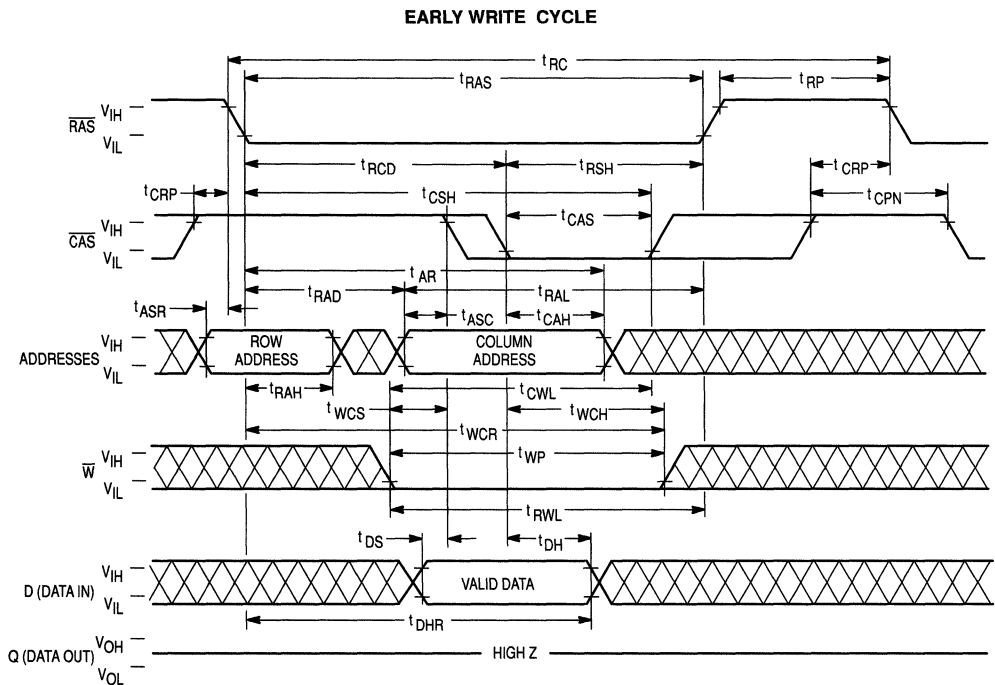 EARLY WRITE CYCLE
tRC
tRAS
tRP
RAS
VIH
VIL
tRCD
tRSH
tCRP
tCRP
tCSH
tCPN
tCAS
CAS
VIH
VIL
tAR
tRAD
tRAL
tASR
tASC
tCAH
ADDRESSES
VIH
VIL
ROW
ADDRESS
COLUMN
ADDRESS
tRAH
tCWL
tWCS
tWCH
tWCR
W
VIH
VIL
tWP
tRWL
tDS
tDH
D (DATA IN)
VIH
VIL
VALID DATA
tDHR
Q (DATA OUT)
VOH
VOL
HIGH Z